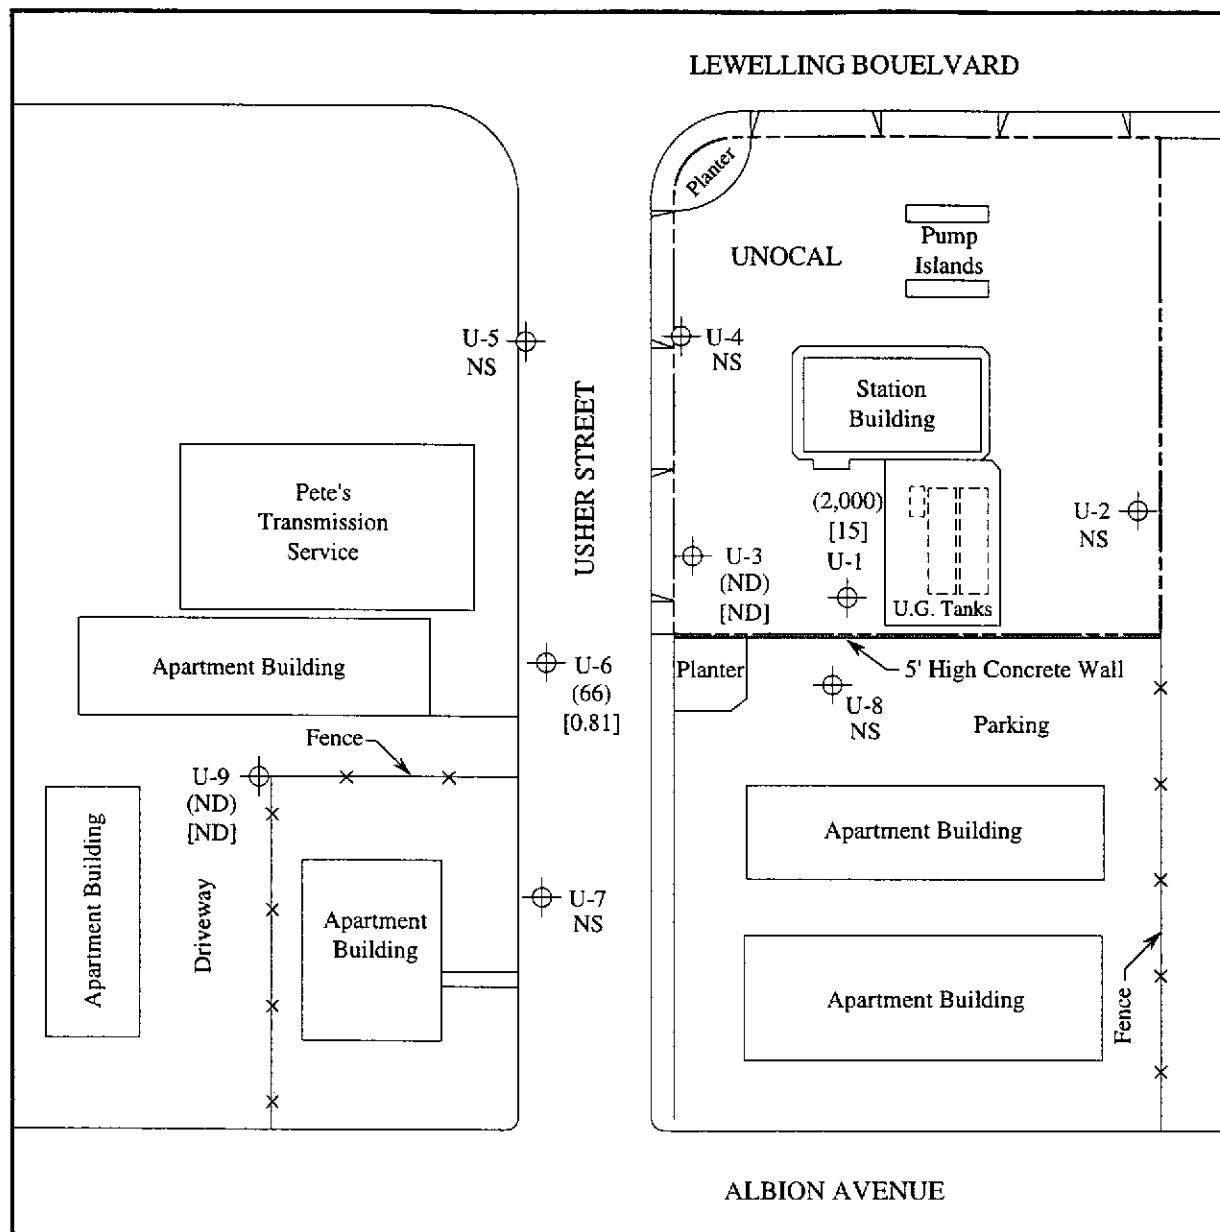 LEWELLING BOUELVARD
Planter
UNOCAL
Pump
Islands
U-5
NS
U-4
NS
USHER STREET
Station
Building
Pete's
Transmission
Service
(2,000)
[15]
U-1
U-2
NS
U-3
(ND)
[ND]
U.G. Tanks
Apartment Building
U-6
(66)
[0.81]
Planter
5' High Concrete Wall
U-8
NS
Parking
Fence
U-9
(ND)
[ND]
Apartment Building
Apartment Building
Driveway
Apartment
Building
U-7
NS
Apartment Building
Fence
ALBION AVENUE